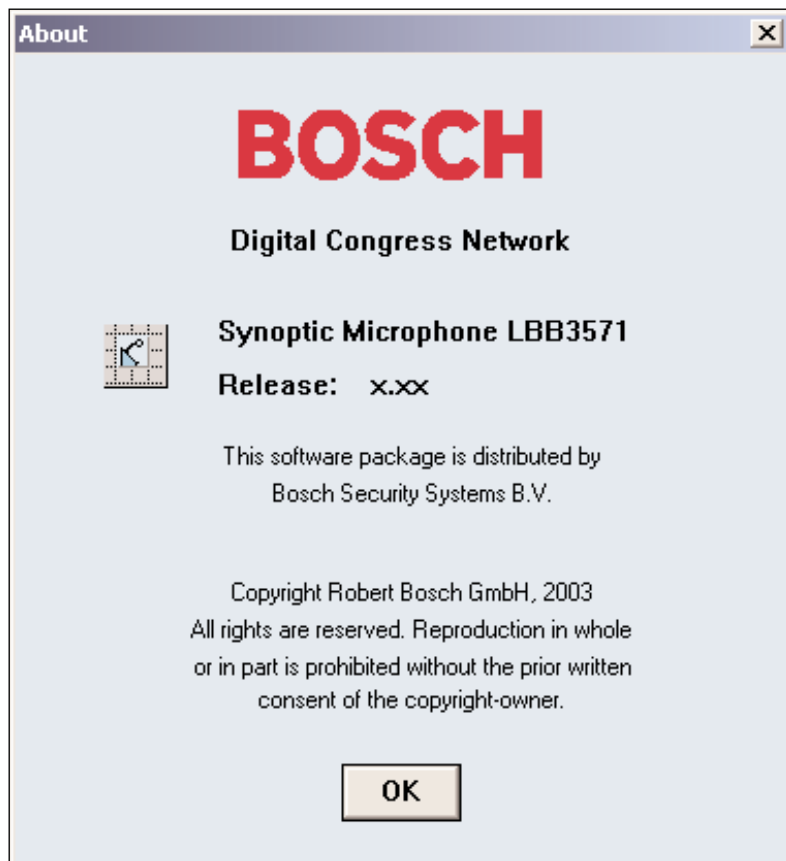 About
BOSCH
Digital Congress Network
Synoptic Microphone LBB3571
Release: x.xx
This software package is distributed by
Bosch Security Systems B.V.
Copyright Robert Bosch GmbH, 2003
All rights are reserved. Reproduction in whole
or in part is prohibited without the prior written
consent of the copyright-owner.
OK